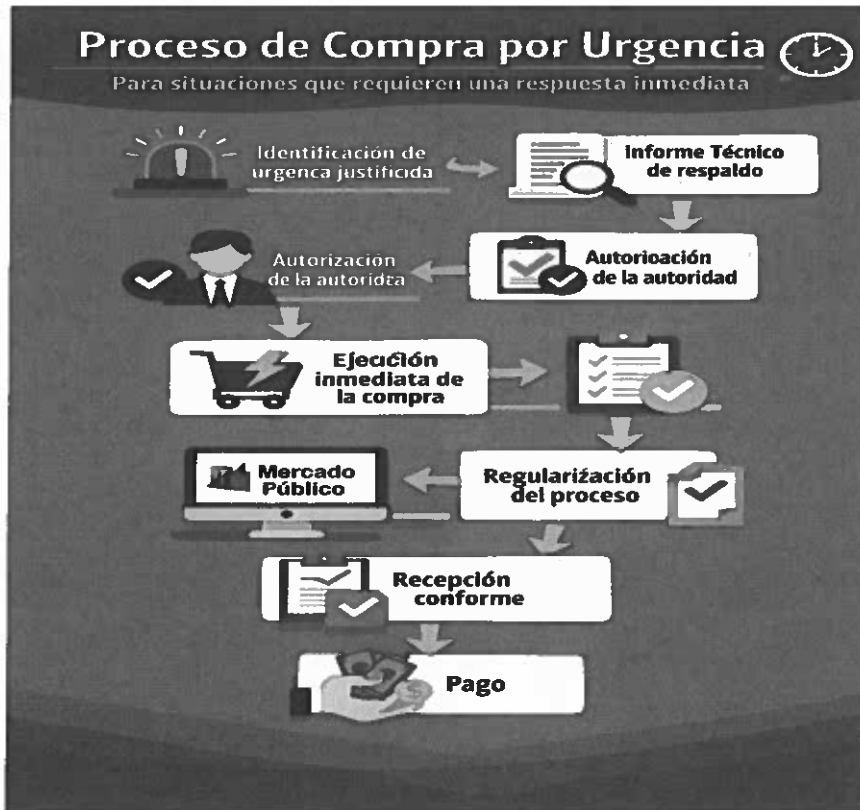 Proceso de Compra por Urgencia
Para situaciones que requieren una respuesta inmediata
Identificación de
urgenca justificida
Informe Técnico
de respaldo
Autorioación
de la autoridad
Autorización
de la autoridta
Ejecución
inmediata de
la compra
Regularización
del proceso
Mercado
Público
Recepción
conforme
Pago